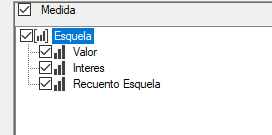 Medida
Esquela
Valor
Interes
Recuento Esquela